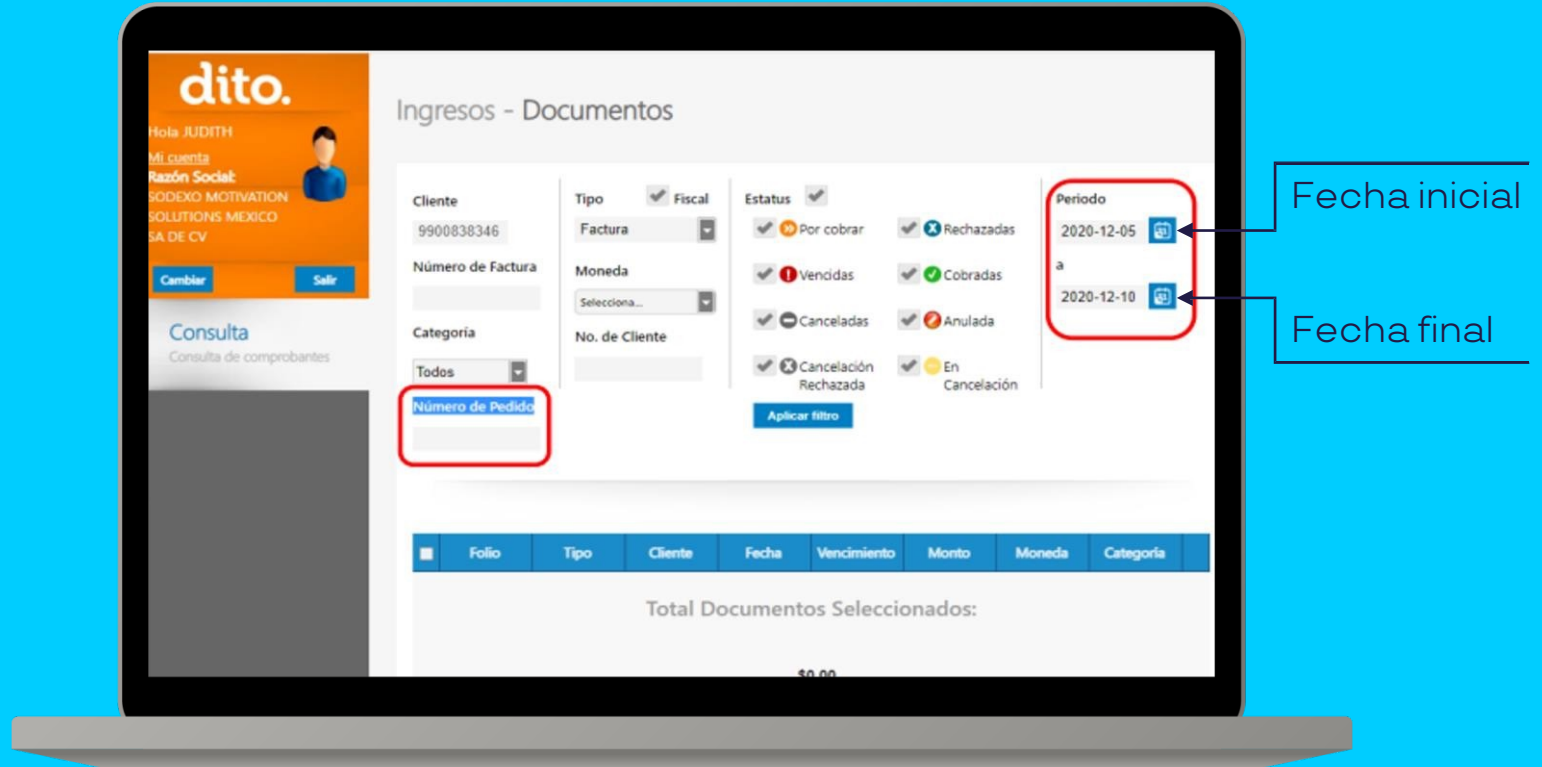 dito.
Hola JUDITH
Mi cuenta
Razón Social:
SODEXO MOTIVATION
SOLUTIONS MEXICO
SA DE CV
Cambiar
Salir
Consulta
Consulta de comprobantes
Ingresos - Documentos
Cliente
9900838346
Número de Factura
Categoría
Todos
Número de Pedido
Tipo
Fiscal
Factura
Moneda
Selecciona...
No. de Cliente
Estatus
Por cobrar
Rechazadas
Vencidas
Cobradas
Canceladas
Anulada
Cancelación
Rechazada
En
Cancelación
Aplicar filtro
Periodo
2020-12-05
a
2020-12-10
Fecha inicial
Fecha final
Folio Tipo Cliente Fecha Vencimiento Monto Moneda Categoría
Total Documentos Seleccionados:
$0.00